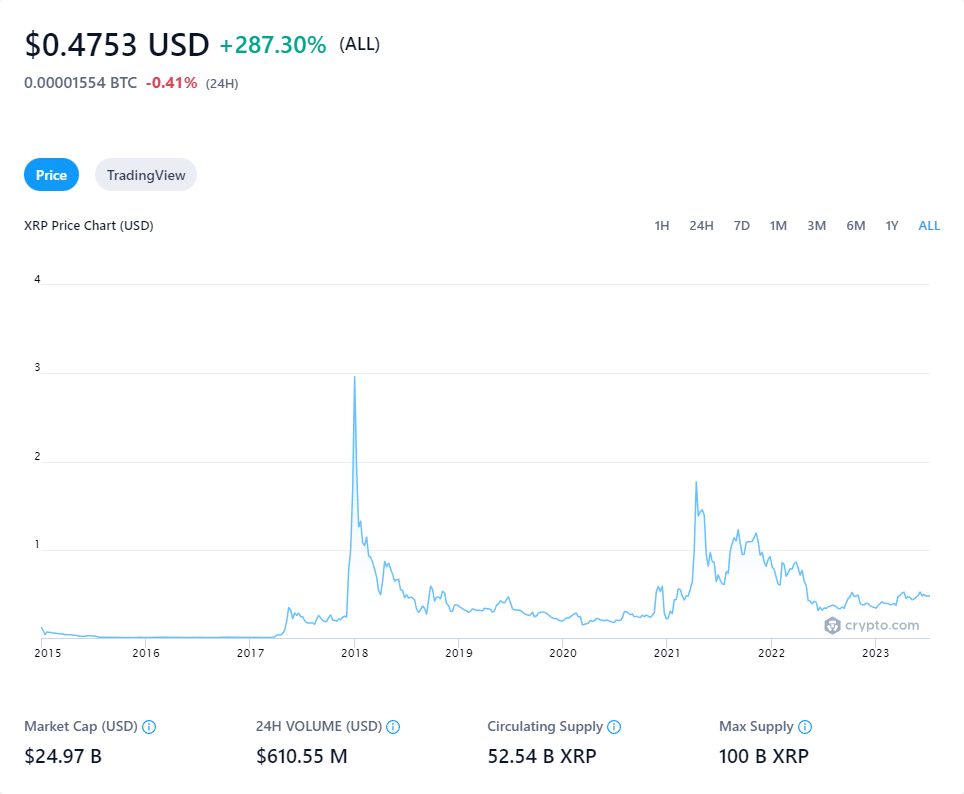 $0.4753 USD +287.30% (ALL)
0.00001554 BTC -0.41% (24H)
Price TradingView
XRP Price Chart (USD) 1H 24H 7D 1M 3M 6M 1Y ALL
4
3
2
1
crypto.com
2015 2016 2017 2018 2019 2020 2021 2022 2023
Market Cap (USD) 24H VOLUME (USD) Circulating Supply Max Supply
$24.97 B $610.55 M 52.54 B XRP 100 B XRP